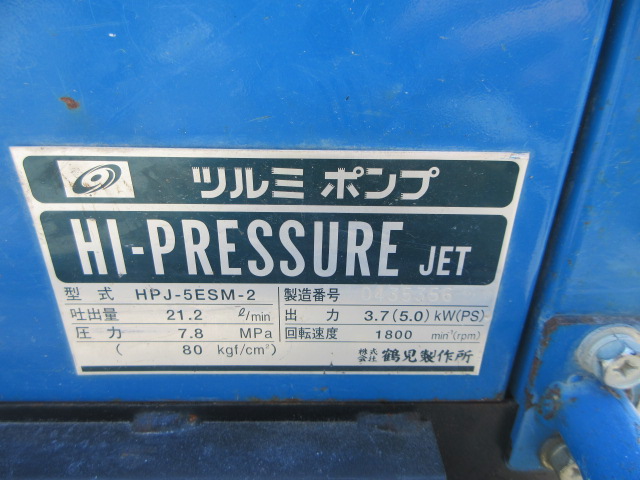 ツルミポンプ
HI-PRESSURE JET
型式 HPJ-5ESM-2 製造番号
吐出量 21.2 ℓ/min 出力 3.7(5.0) kW(PS)
圧力 7.8 MPa 回転速度 1800 min⁻¹(rpm)
( 80 kgf/cm²) 株式会社 鶴見製作所